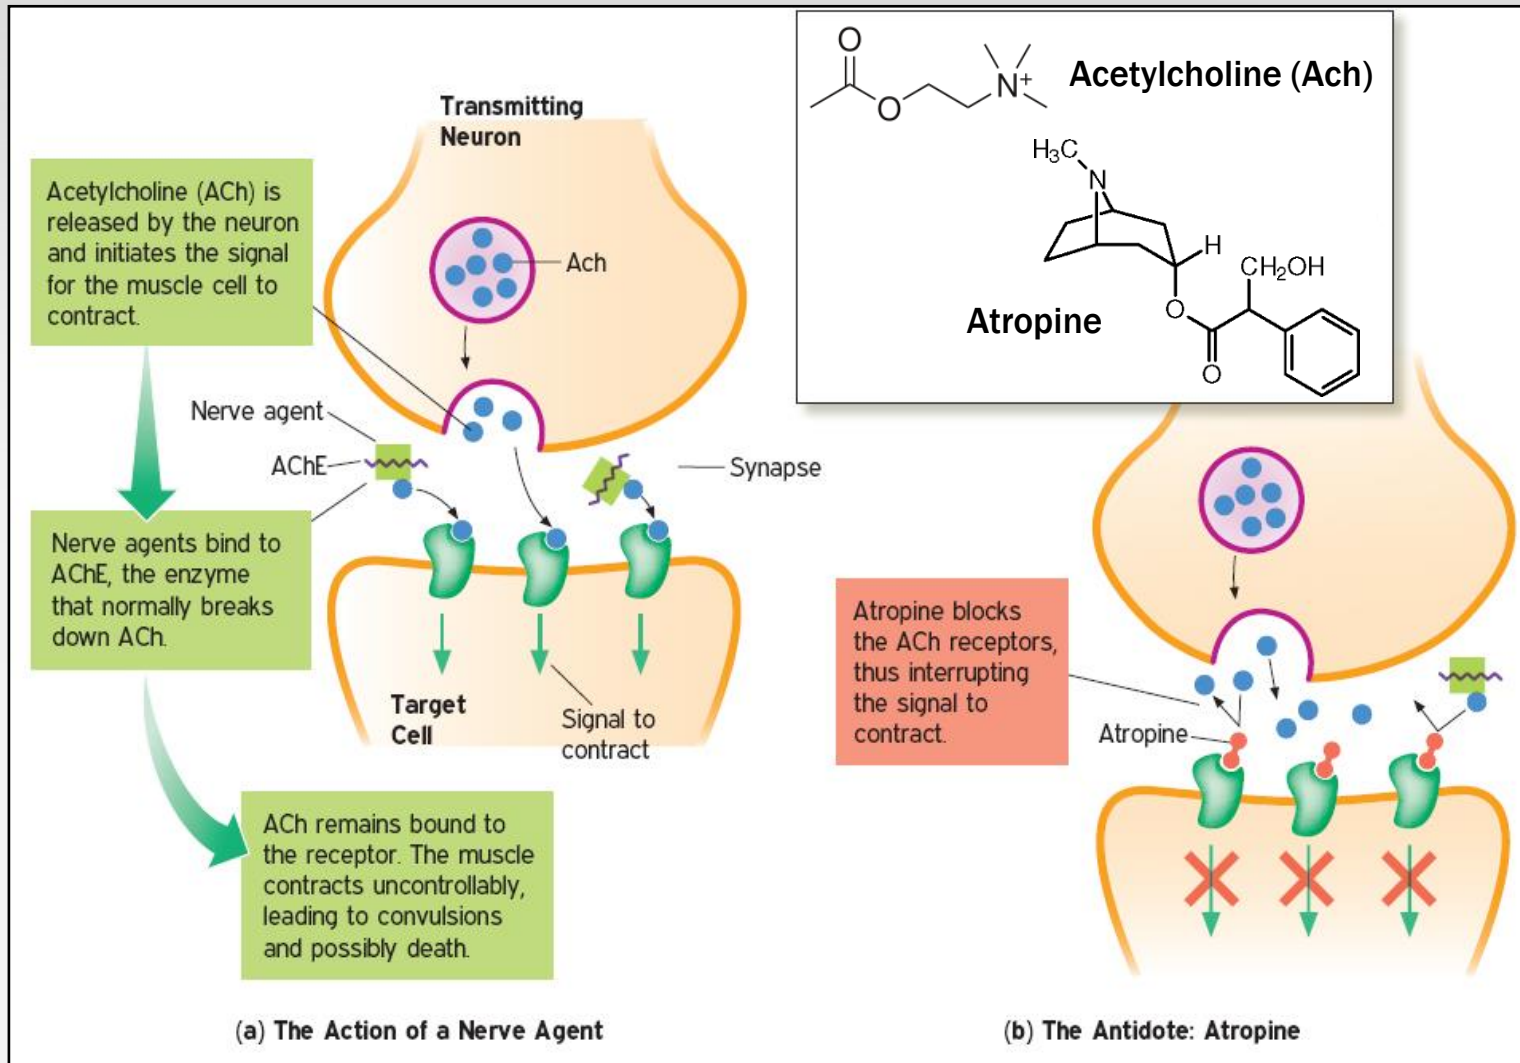 Transmitting
Neuron
Acetylcholine (ACh) is
released by the neuron
and initiates the signal
for the muscle cell to
contract.
Ach
Nerve agent
AChE
Synapse
Nerve agents bind to
AChE, the enzyme
that normally breaks
down ACh.
Target
Cell
Signal to
contract
ACh remains bound to
the receptor. The muscle
contracts uncontrollably,
leading to convulsions
and possibly death.
(a) The Action of a Nerve Agent
O
O
N+
Acetylcholine (Ach)
H3C
N
H
CH2OH
O
O
Atropine
Atropine blocks
the ACh receptors,
thus interrupting
the signal to
contract.
Atropine
(b) The Antidote: Atropine